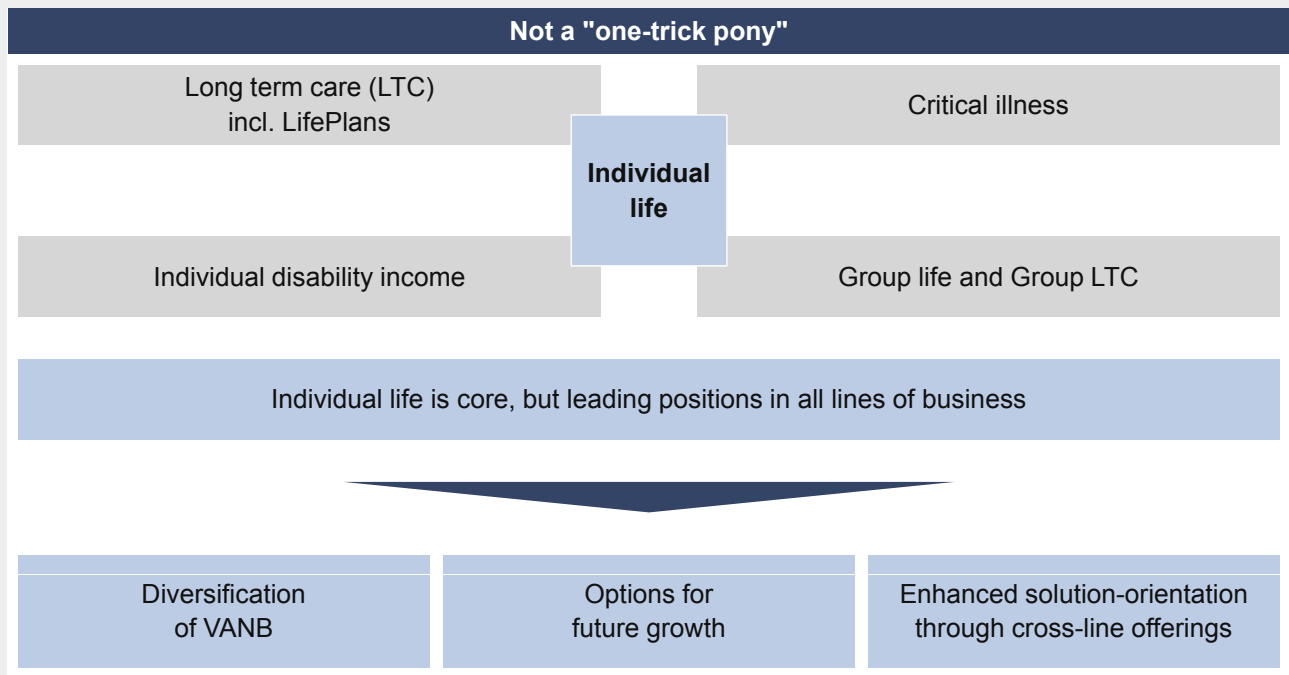 Not a "one-trick pony"
Long term care (LTC)
incl. LifePlans
Critical illness
Individual
life
Individual disability income
Group life and Group LTC
Individual life is core, but leading positions in all lines of business
Diversification
of VANB
Options for
future growth
Enhanced solution-orientation
through cross-line offerings